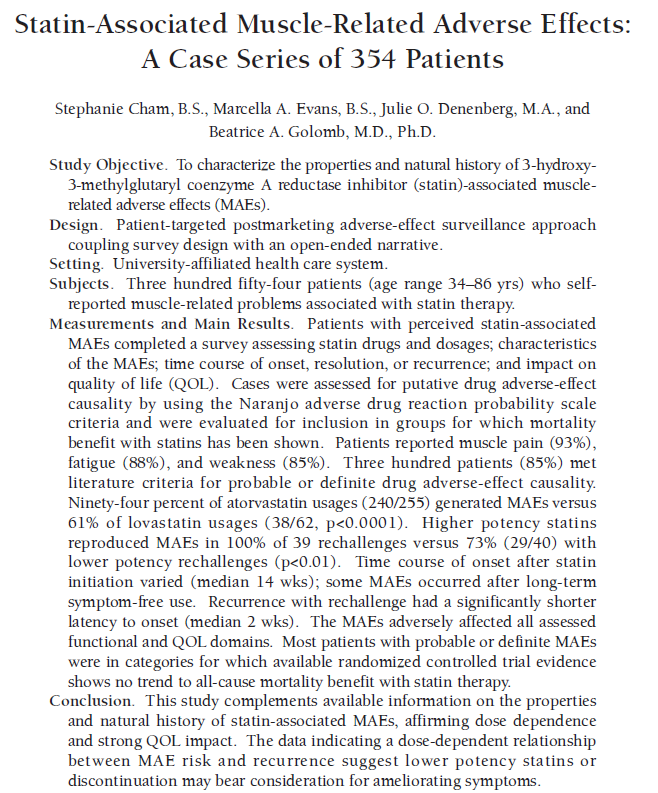 Statin-Associated Muscle-Related Adverse Effects:
A Case Series of 354 Patients
Stephanie Cham, B.S., Marcella A. Evans, B.S., Julie O. Denenberg, M.A., and
Beatrice A. Golomb, M.D., Ph.D.
Study Objective. To characterize the properties and natural history of 3-hydroxy-
3-methylglutaryl coenzyme A reductase inhibitor (statin)-associated muscle-
related adverse effects (MAEs).
Design. Patient-targeted postmarketing adverse-effect surveillance approach
coupling survey design with an open-ended narrative.
Setting. University-affiliated health care system.
Subjects. Three hundred fifty-four patients (age range 34–86 yrs) who self-
reported muscle-related problems associated with statin therapy.
Measurements and Main Results. Patients with perceived statin-associated
MAEs completed a survey assessing statin drugs and dosages; characteristics
of the MAEs; time course of onset, resolution, or recurrence; and impact on
quality of life (QOL). Cases were assessed for putative drug adverse-effect
causality by using the Naranjo adverse drug reaction probability scale
criteria and were evaluated for inclusion in groups for which mortality
benefit with statins has been shown. Patients reported muscle pain (93%),
fatigue (88%), and weakness (85%). Three hundred patients (85%) met
literature criteria for probable or definite drug adverse-effect causality.
Ninety-four percent of atorvastatin usages (240/255) generated MAEs versus
61% of lovastatin usages (38/62, p<0.0001). Higher potency statins
reproduced MAEs in 100% of 39 rechallenges versus 73% (29/40) with
lower potency rechallenges (p<0.01). Time course of onset after statin
initiation varied (median 14 wks); some MAEs occurred after long-term
symptom-free use. Recurrence with rechallenge had a significantly shorter
latency to onset (median 2 wks). The MAEs adversely affected all assessed
functional and QOL domains. Most patients with probable or definite MAEs
were in categories for which available randomized controlled trial evidence
shows no trend to all-cause mortality benefit with statin therapy.
Conclusion. This study complements available information on the properties
and natural history of statin-associated MAEs, affirming dose dependence
and strong QOL impact. The data indicating a dose-dependent relationship
between MAE risk and recurrence suggest lower potency statins or
discontinuation may bear consideration for ameliorating symptoms.